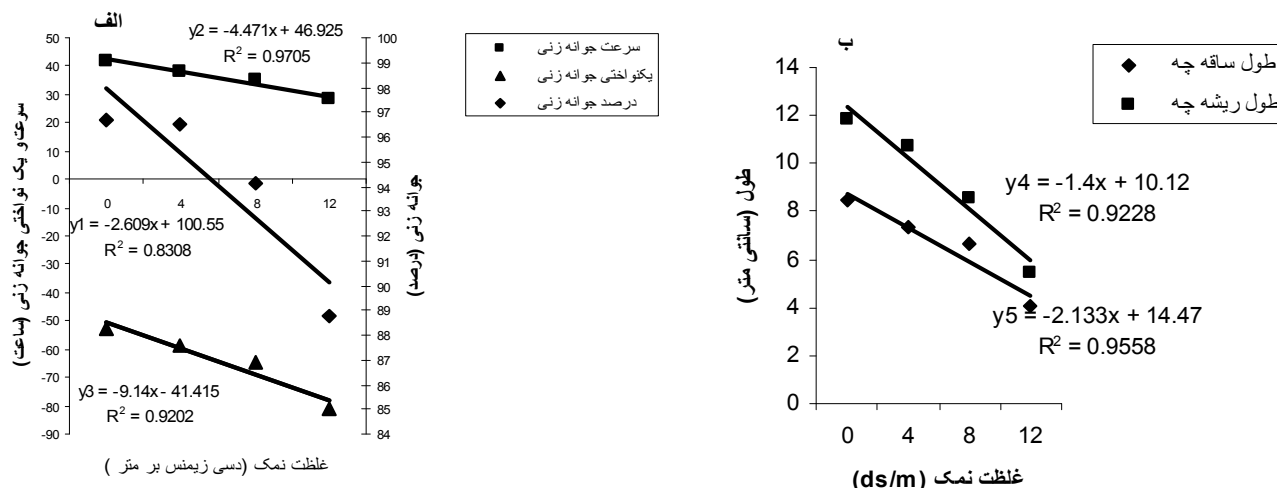 الف
y2 = -4.471x + 46.925
R² = 0.9705
50
40
30
20
10
0
-10
-20
-30
-40
-50
-60
-70
-80
-90
100
99
98
97
96
95
94
93
92
91
90
89
88
87
86
85
84
0 4 8 12
y1 = -2.609x + 100.55
R² = 0.8308
y3 = -9.14x - 41.415
R² = 0.9202
سرعت و یک نواختی جوانه زنی (ساعت)
جوانه زنی (درصد)
غلظت نمک (دسی زیمنس بر متر )
سرعت جوانه زنی
یکنواختی جوانه زنی
درصد جوانه زنی
ب
14
12
10
8
6
4
2
0
0 4 8 12
y4 = -1.4x + 10.12
R² = 0.9228
y5 = -2.133x + 14.47
R² = 0.9558
طول (سانتی متر)
غلظت نمک (ds/m)
طول ساقه چه
طول ریشه چه